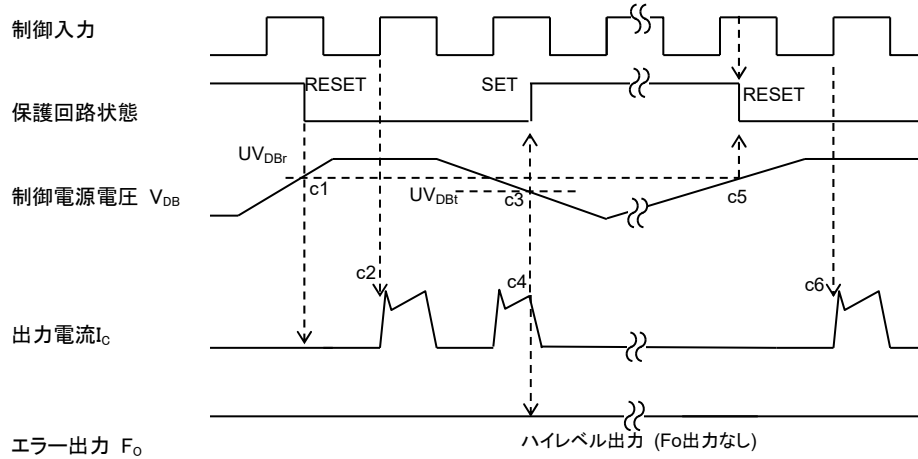 制御入力
RESET
SET
RESET
保護回路状態
UVDBr
c1
制御電源電圧 VDB
UVDBt
c3
c5
c2
c4
c6
出力電流IC
ハイレベル出力 (Fo出力なし)
エラー出力 FO